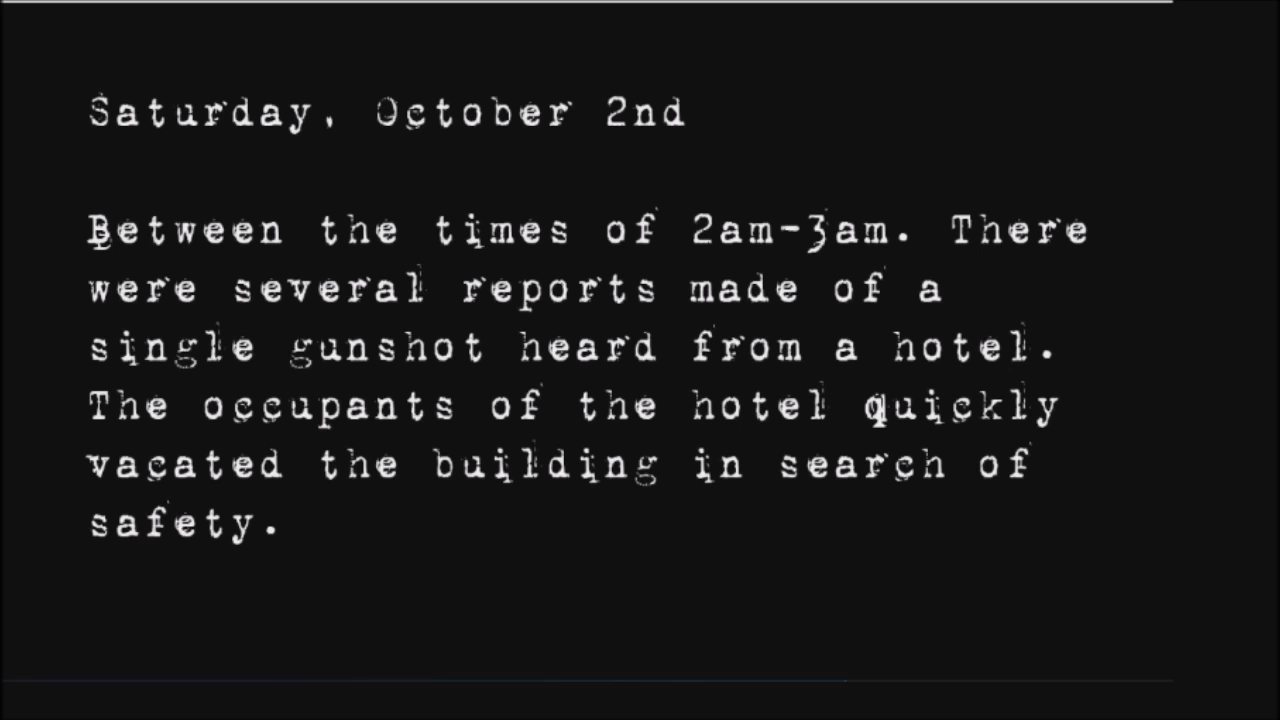 Saturday, October 2nd
Between the times of 2am-3am. There
were several reports made of a
single gunshot heard from a hotel.
The occupants of the hotel quickly
vacated the building in search of
safety.